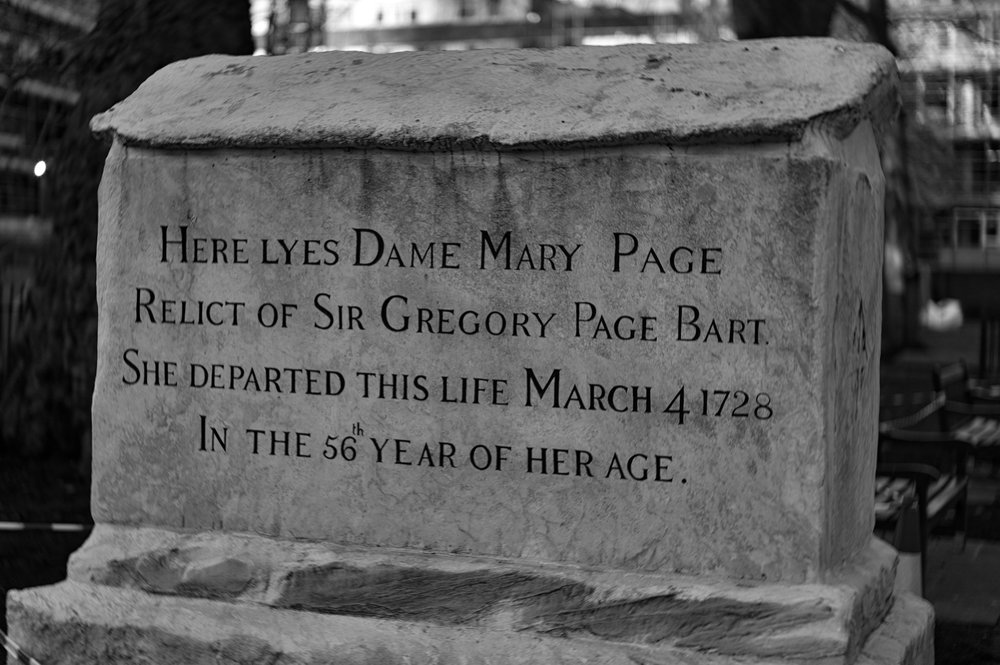 HERE LYES DAME MARY PAGE
RELICT OF SIR GREGORY PAGE BART.
SHE DEPARTED THIS LIFE MARCH 4 1728
IN THE 56th YEAR OF HER AGE.